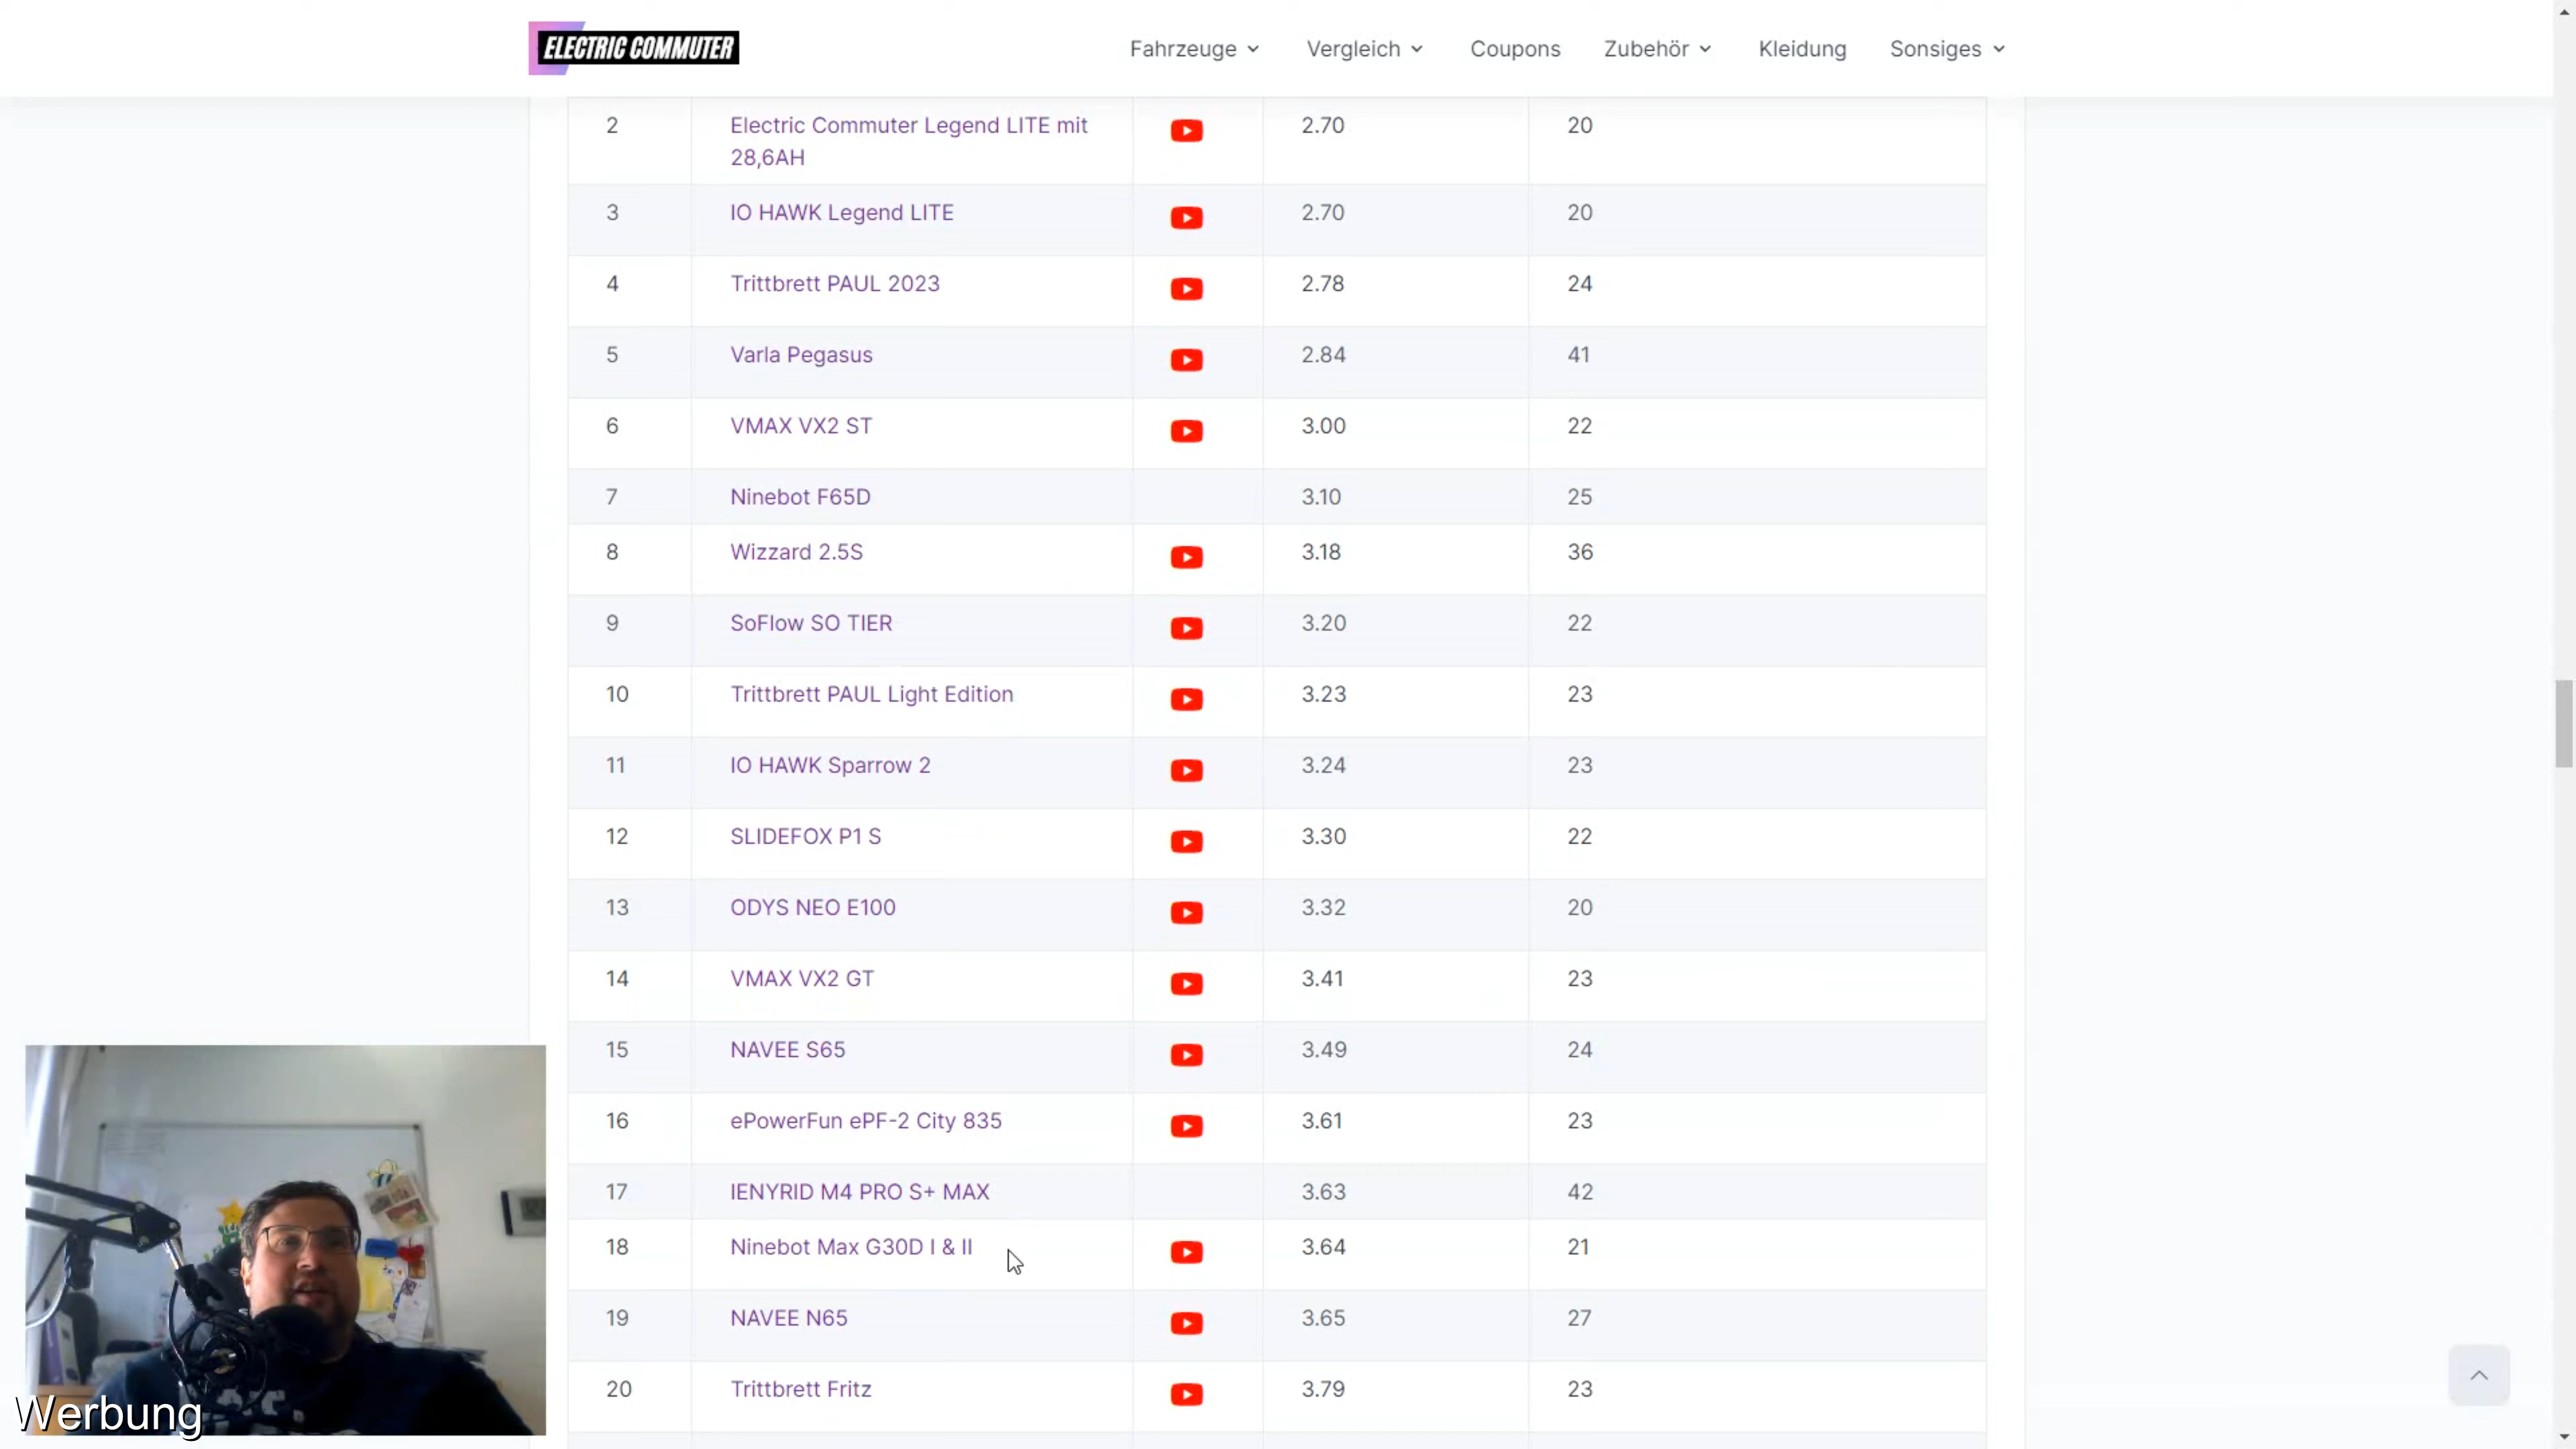 ELECTRIC COMMUTER
Fahrzeuge Vergleich Coupons Zubehör Kleidung Sonsiges
2 Electric Commuter Legend LITE mit 2.70 20
28,6AH
3 IO HAWK Legend LITE 2.70 20
4 Trittbrett PAUL 2023 2.78 24
5 Varla Pegasus 2.84 41
6 VMAX VX2 ST 3.00 22
7 Ninebot F65D 3.10 25
8 Wizzard 2.5S 3.18 36
9 SoFlow SO TIER 3.20 22
10 Trittbrett PAUL Light Edition 3.23 23
11 IO HAWK Sparrow 2 3.24 23
12 SLIDEFOX P1 S 3.30 22
13 ODYS NEO E100 3.32 20
14 VMAX VX2 GT 3.41 23
15 NAVEE S65 3.49 24
16 ePowerFun ePF-2 City 835 3.61 23
17 IENYRID M4 PRO S+ MAX 3.63 42
18 Ninebot Max G30D I & II 3.64 21
19 NAVEE N65 3.65 27
20 Trittbrett Fritz 3.79 23
Werbung